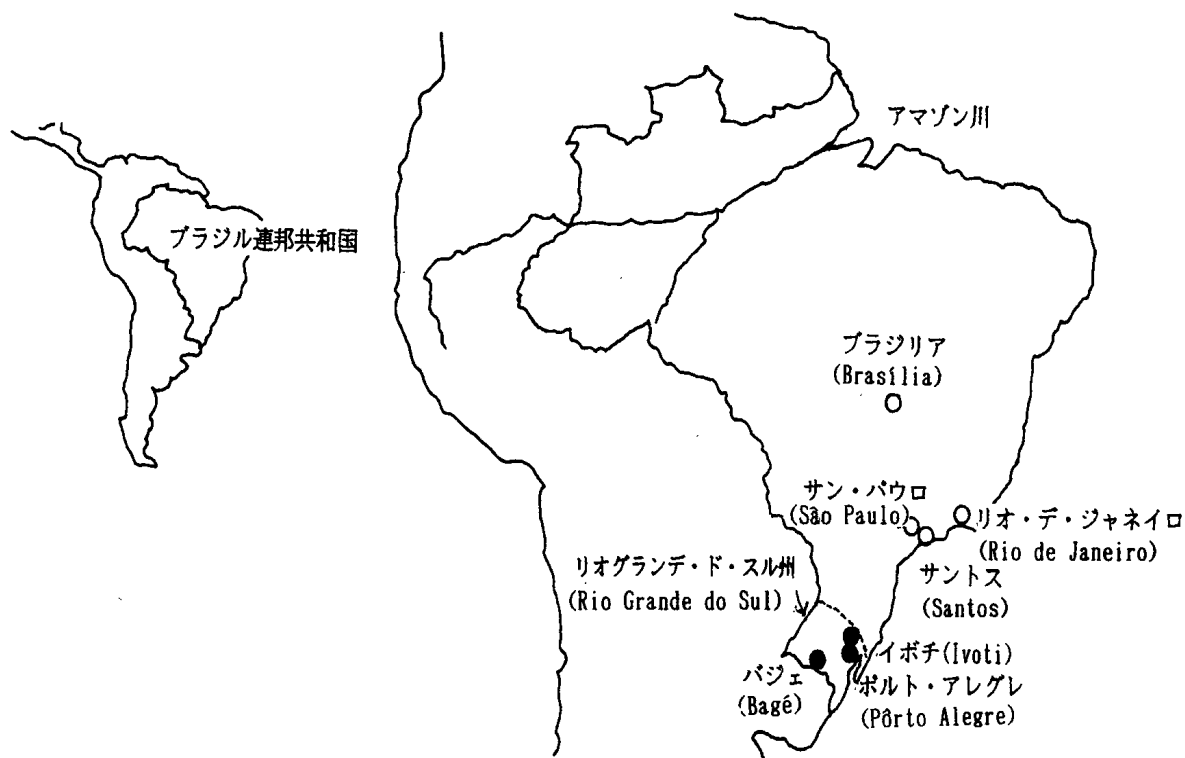 アマゾン川
ブラジル連邦共和国
ブラジリア
(Brasília)
サン・パウロ
(São Paulo)
リオ・デ・ジャネイロ
(Rio de Janeiro)
サントス
(Santos)
リオグランデ・ド・スル州
(Rio Grande do Sul)
イボチ(Ivoti)
バジェ
(Bagé)
ポルト・アレグレ
(Pôrto Alegre)